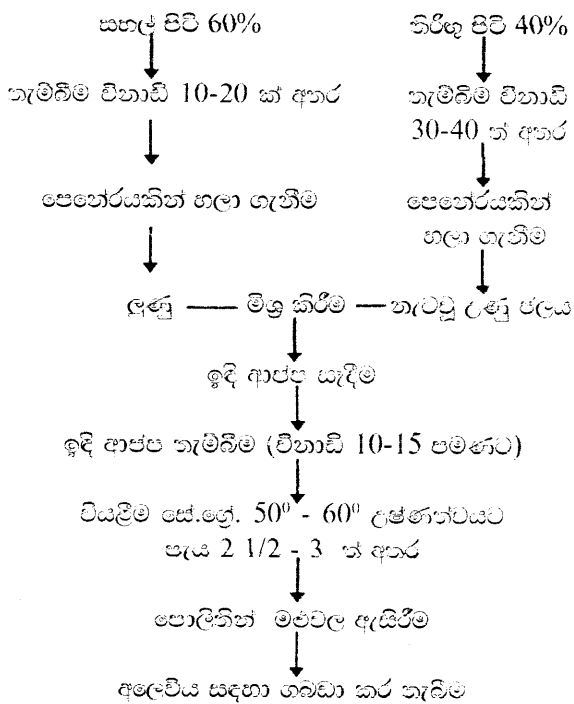 සහල් පිටි 60%
තිරිඟු පිටි 40%
තැම්බීම විනාඩි 10-20 ක් අතර
තැම්බීම විනාඩි
30-40 ත් අතර
පෙනේරයකින් හලා ගැනීම
පෙනේරයකින්
හලා ගැනීම
ලුණු — මිශ්‍ර කිරීම — නැටවූ උණු ජලය
ඉඳි ආප්ප සෑදීම
ඉඳි ආප්ප තැම්බීම (විනාඩි 10-15 පමණට)
වියළීම සේ.ග්‍රේ. 50⁰ - 60⁰ උෂ්ණත්වයට
පැය 2 1/2 - 3 ත් අතර
පොලිතින් මළුවල ඇසිරීම
අලෙවිය සඳහා ගබඩා කර තැබීම